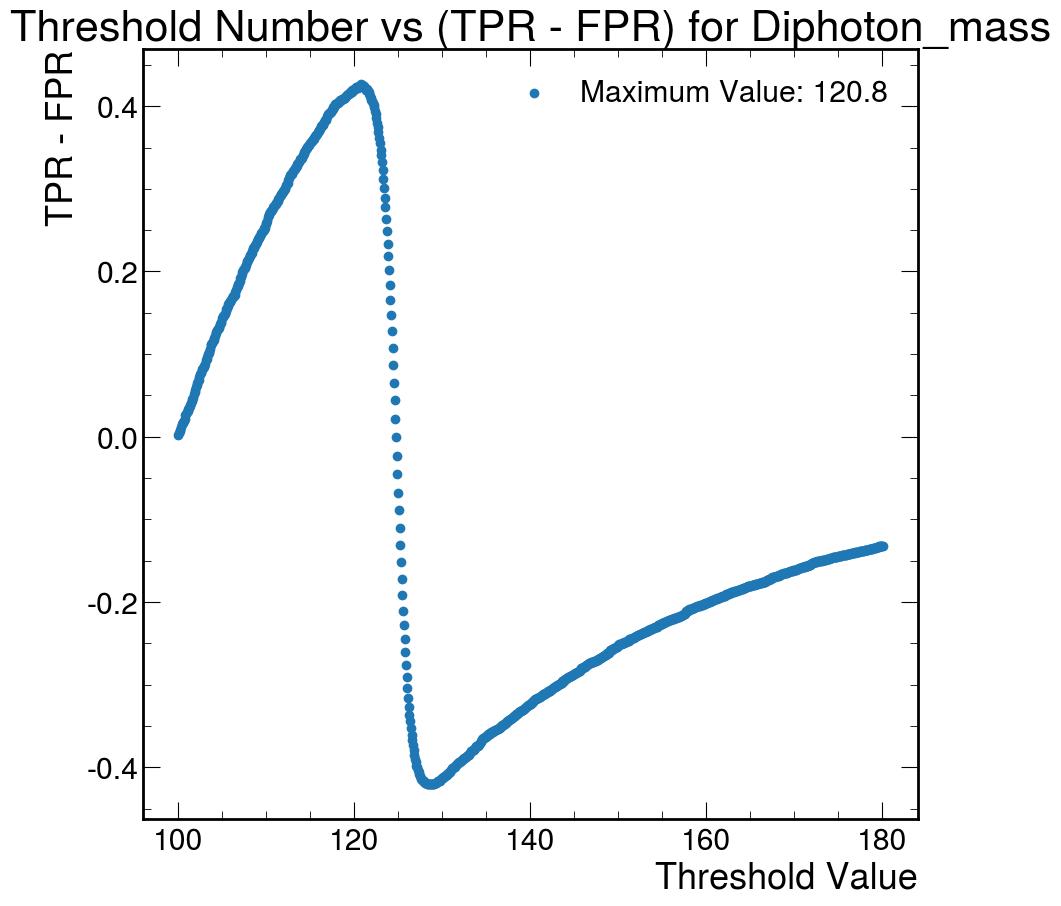 Threshold Number vs (TPR - FPR) for Diphoton_mass
TPR - FPR
Maximum Value: 120.8
0.4
0.2
0.0
-0.2
-0.4
100 120 140 160 180
Threshold Value